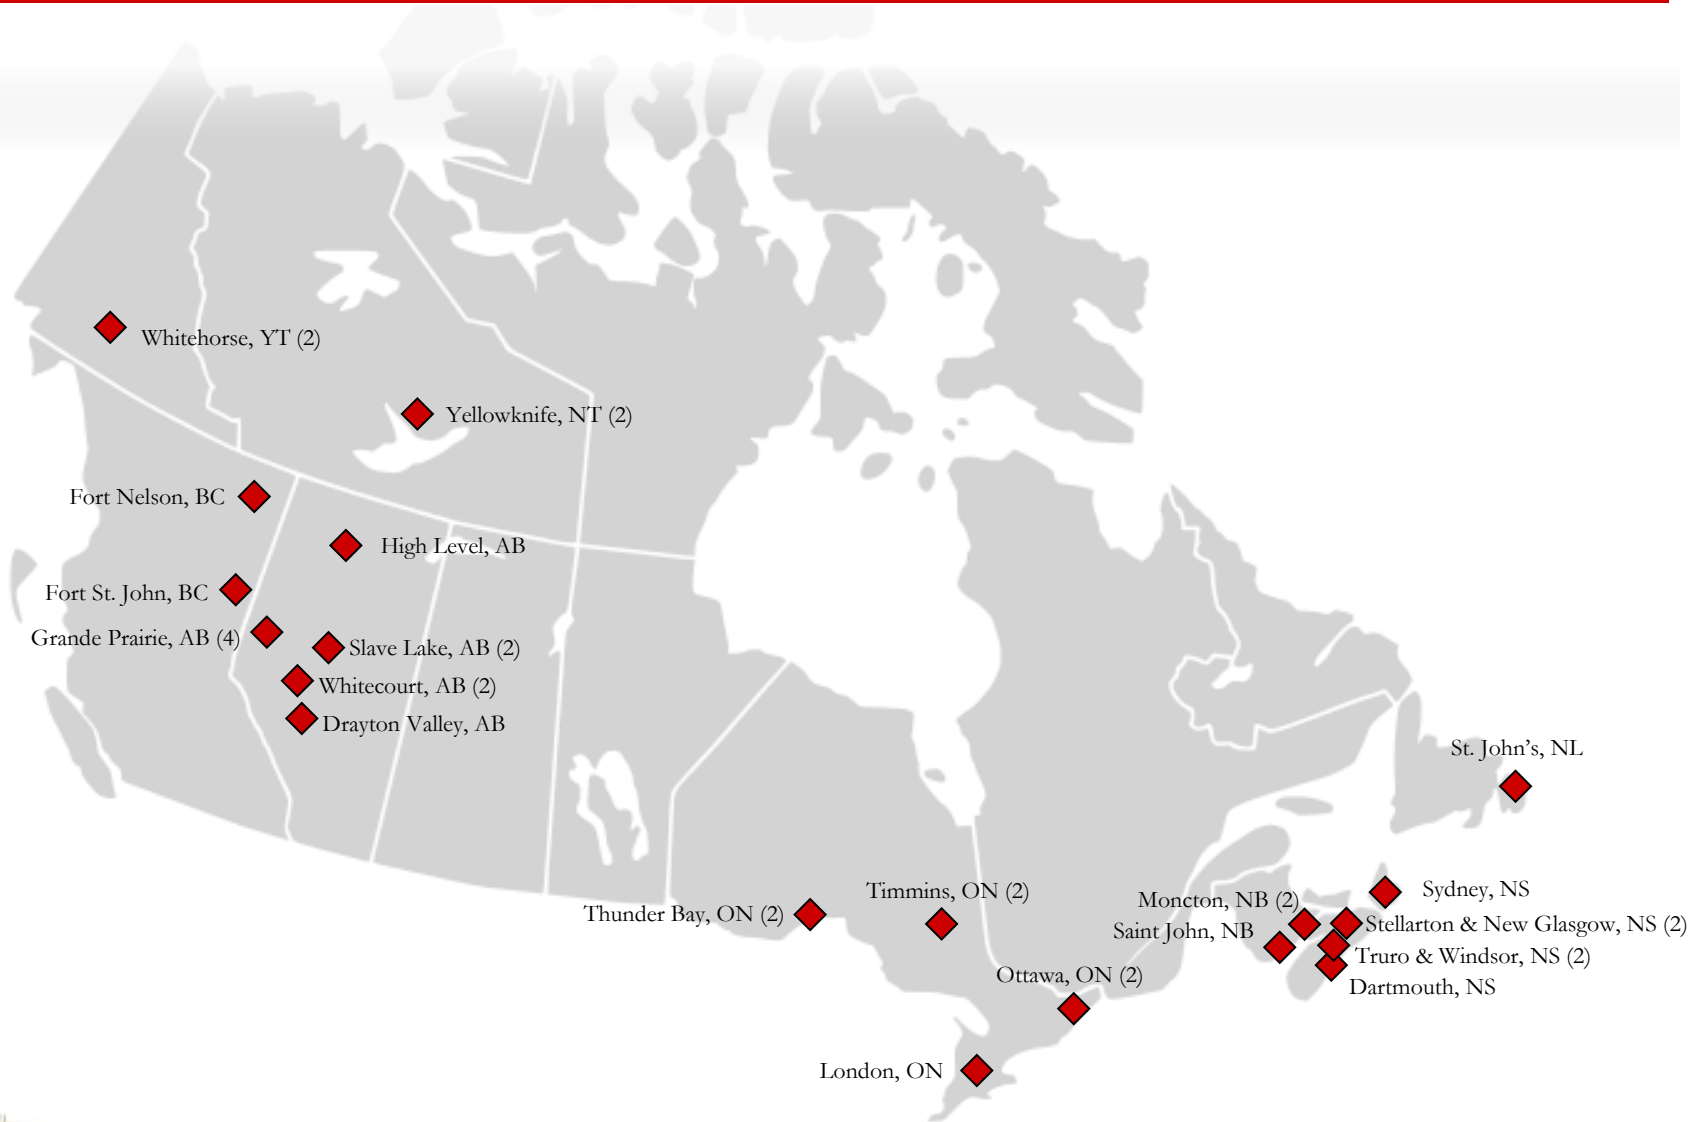 Whitehorse, YT (2)
Yellowknife, NT (2)
Fort Nelson, BC
High Level, AB
Fort St. John, BC
Grande Prairie, AB (4)
Slave Lake, AB (2)
Whitecourt, AB (2)
Drayton Valley, AB
St. John’s, NL
Timmins, ON (2)
Thunder Bay, ON (2)
Moncton, NB (2)
Sydney, NS
Saint John, NB
Stellarton & New Glasgow, NS (2)
Truro & Windsor, NS (2)
Ottawa, ON (2)
Dartmouth, NS
London, ON